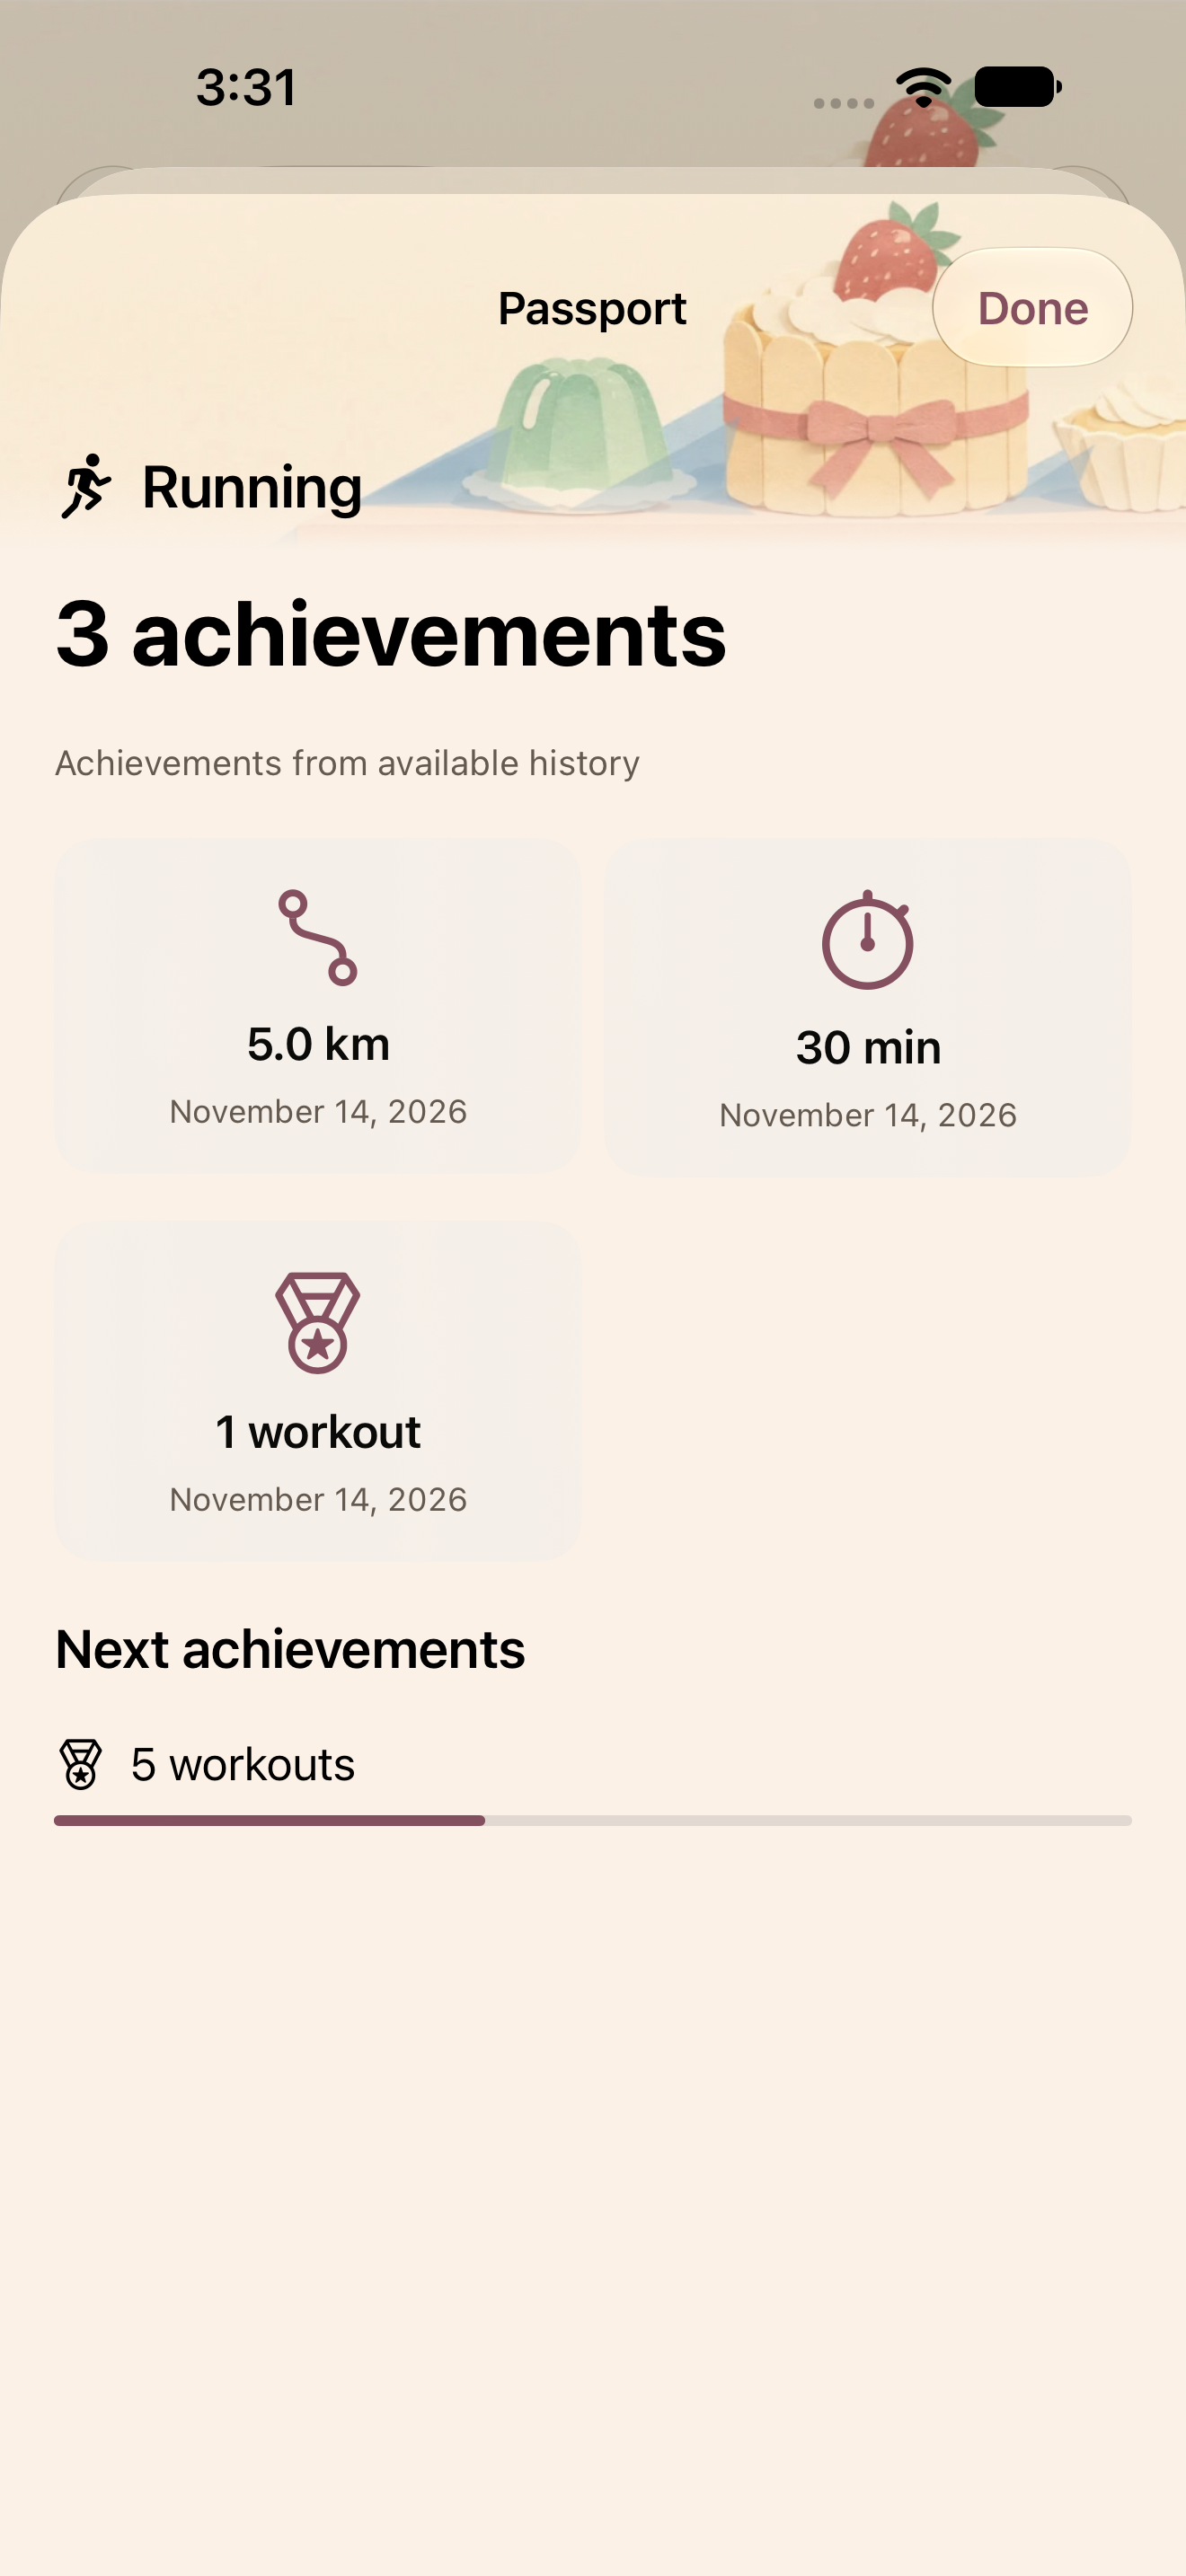 3:31
Passport
Done
Running
3 achievements
Achievements from available history
5.0 km
November 14, 2026
30 min
November 14, 2026
1 workout
November 14, 2026
Next achievements
5 workouts